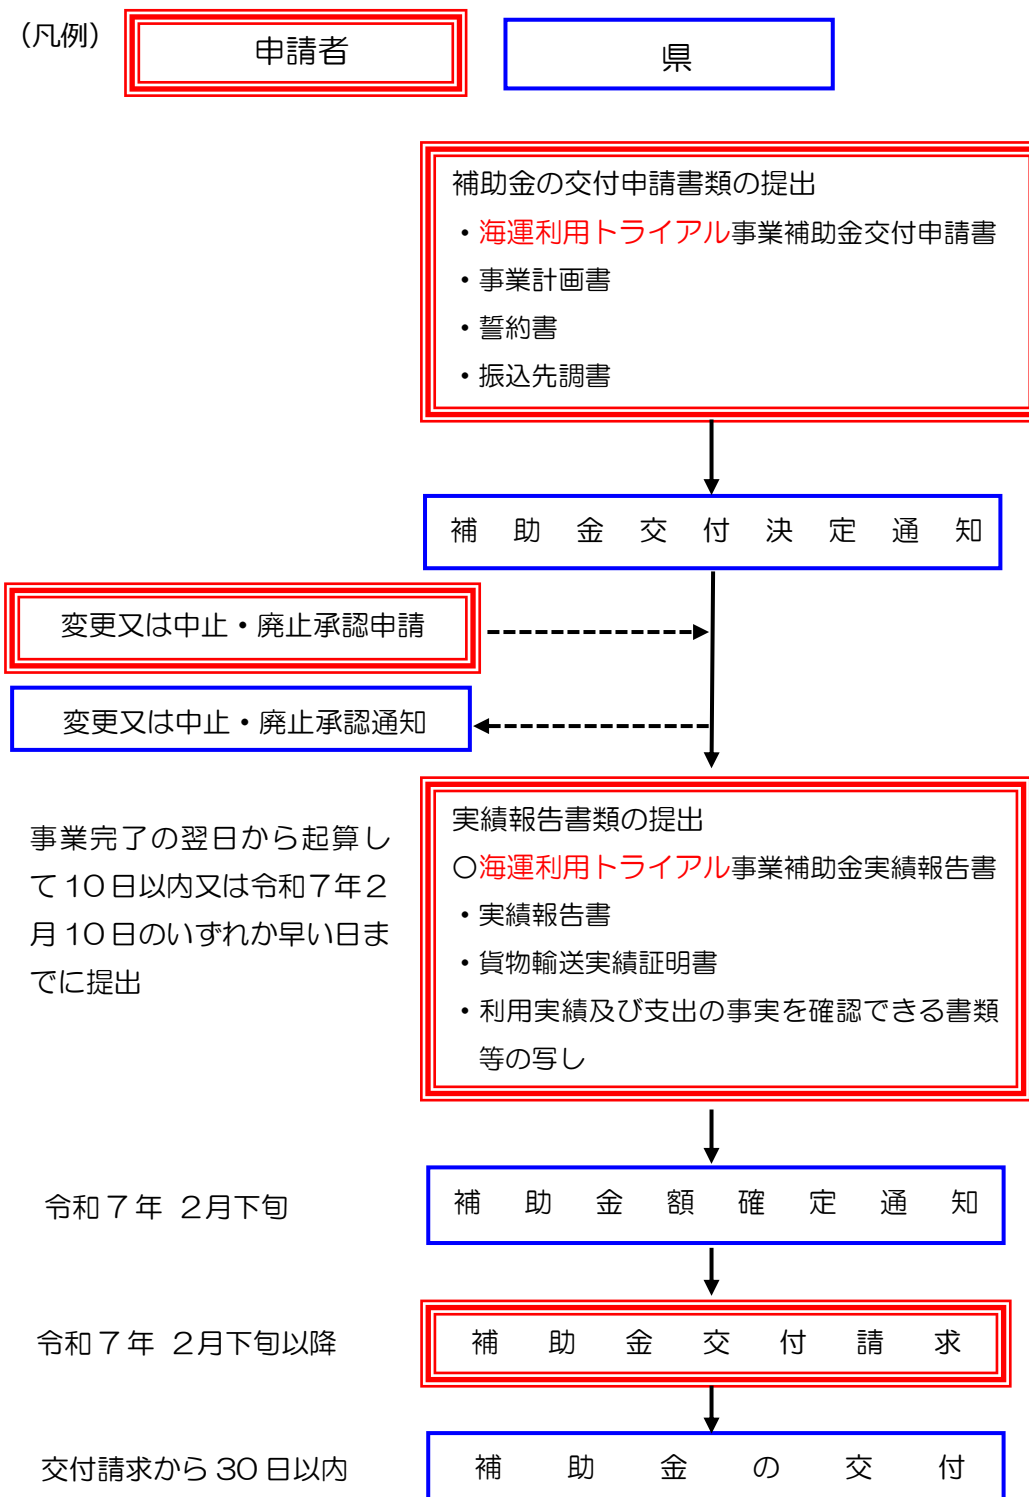 （凡例）
申請者
県
補助金の交付申請書類の提出
・海運利用トライアル事業補助金交付申請書
・事業計画書
・誓約書
・振込先調書
補助金交付決定通知
変更又は中止・廃止承認申請
変更又は中止・廃止承認通知
事業完了の翌日から起算し
て10日以内又は令和７年２
月10日のいずれか早い日ま
でに提出
実績報告書類の提出
〇海運利用トライアル事業補助金実績報告書
・実績報告書
・貨物輸送実績証明書
・利用実績及び支出の事実を確認できる書類
等の写し
令和７年 ２月下旬
補助金額確定通知
令和７年 ２月下旬以降
補助金交付請求
交付請求から30日以内
補助金の交付